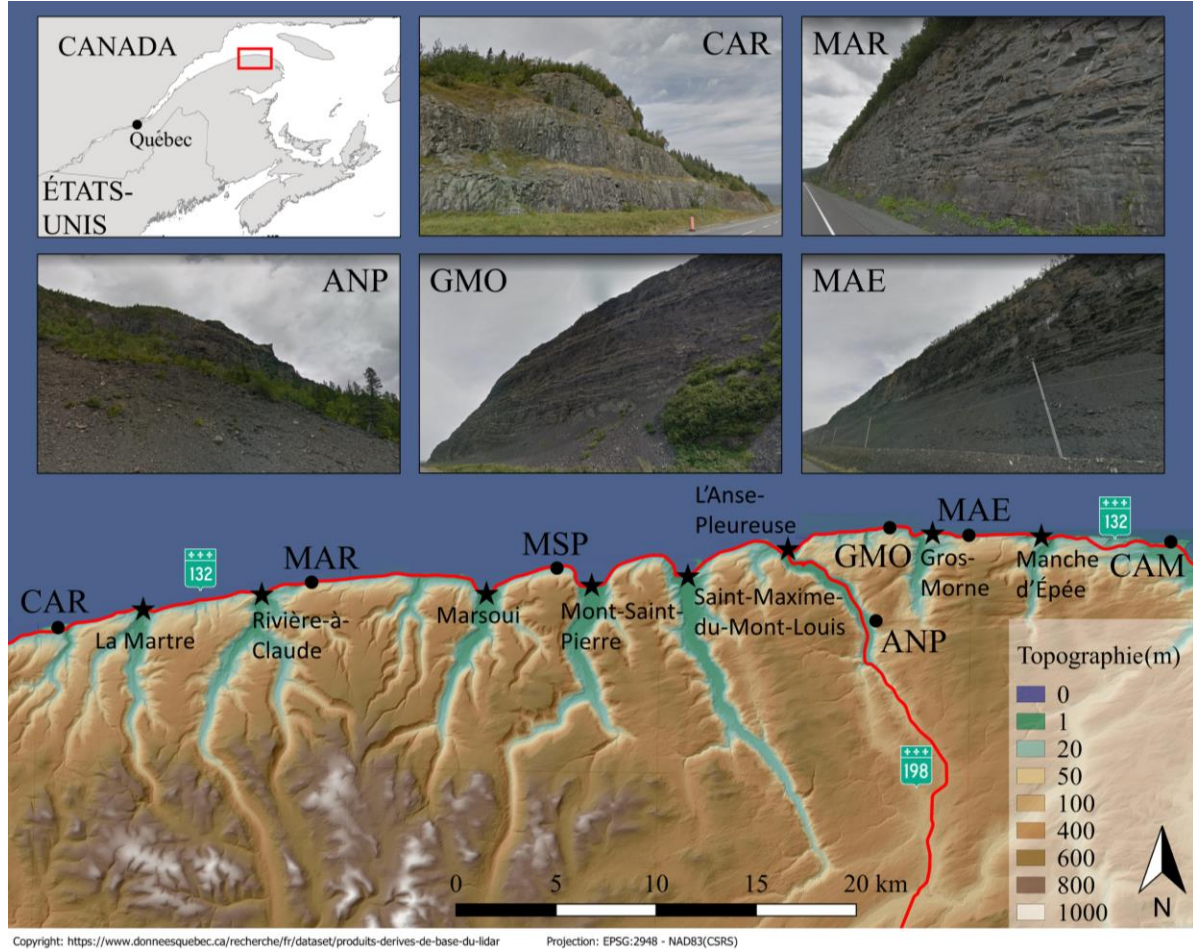 CANADA
Québec
ÉTATS-
UNIS
CAR
MAR
ANP
GMO
MAE
L'Anse-
Pleureuse
132
CAR
La Martre
Rivière-à-
Claude
MAR
Marsoui
MSP
Mont-Saint-
Pierre
Saint-Maxime-
du-Mont-Louis
GMO
Gros-
Morne
MAE
Manche
d'Épée
132
CAM
ANP
198
Topographie(m)
0
1
20
50
100
400
600
800
1000
N
0 5 10 15 20 km
Copyright: https://www.donneesquebec.ca/recherche/fr/dataset/produits-derives-de-base-du-lidar Projection: EPSG:2948 - NAD83(CSRS)